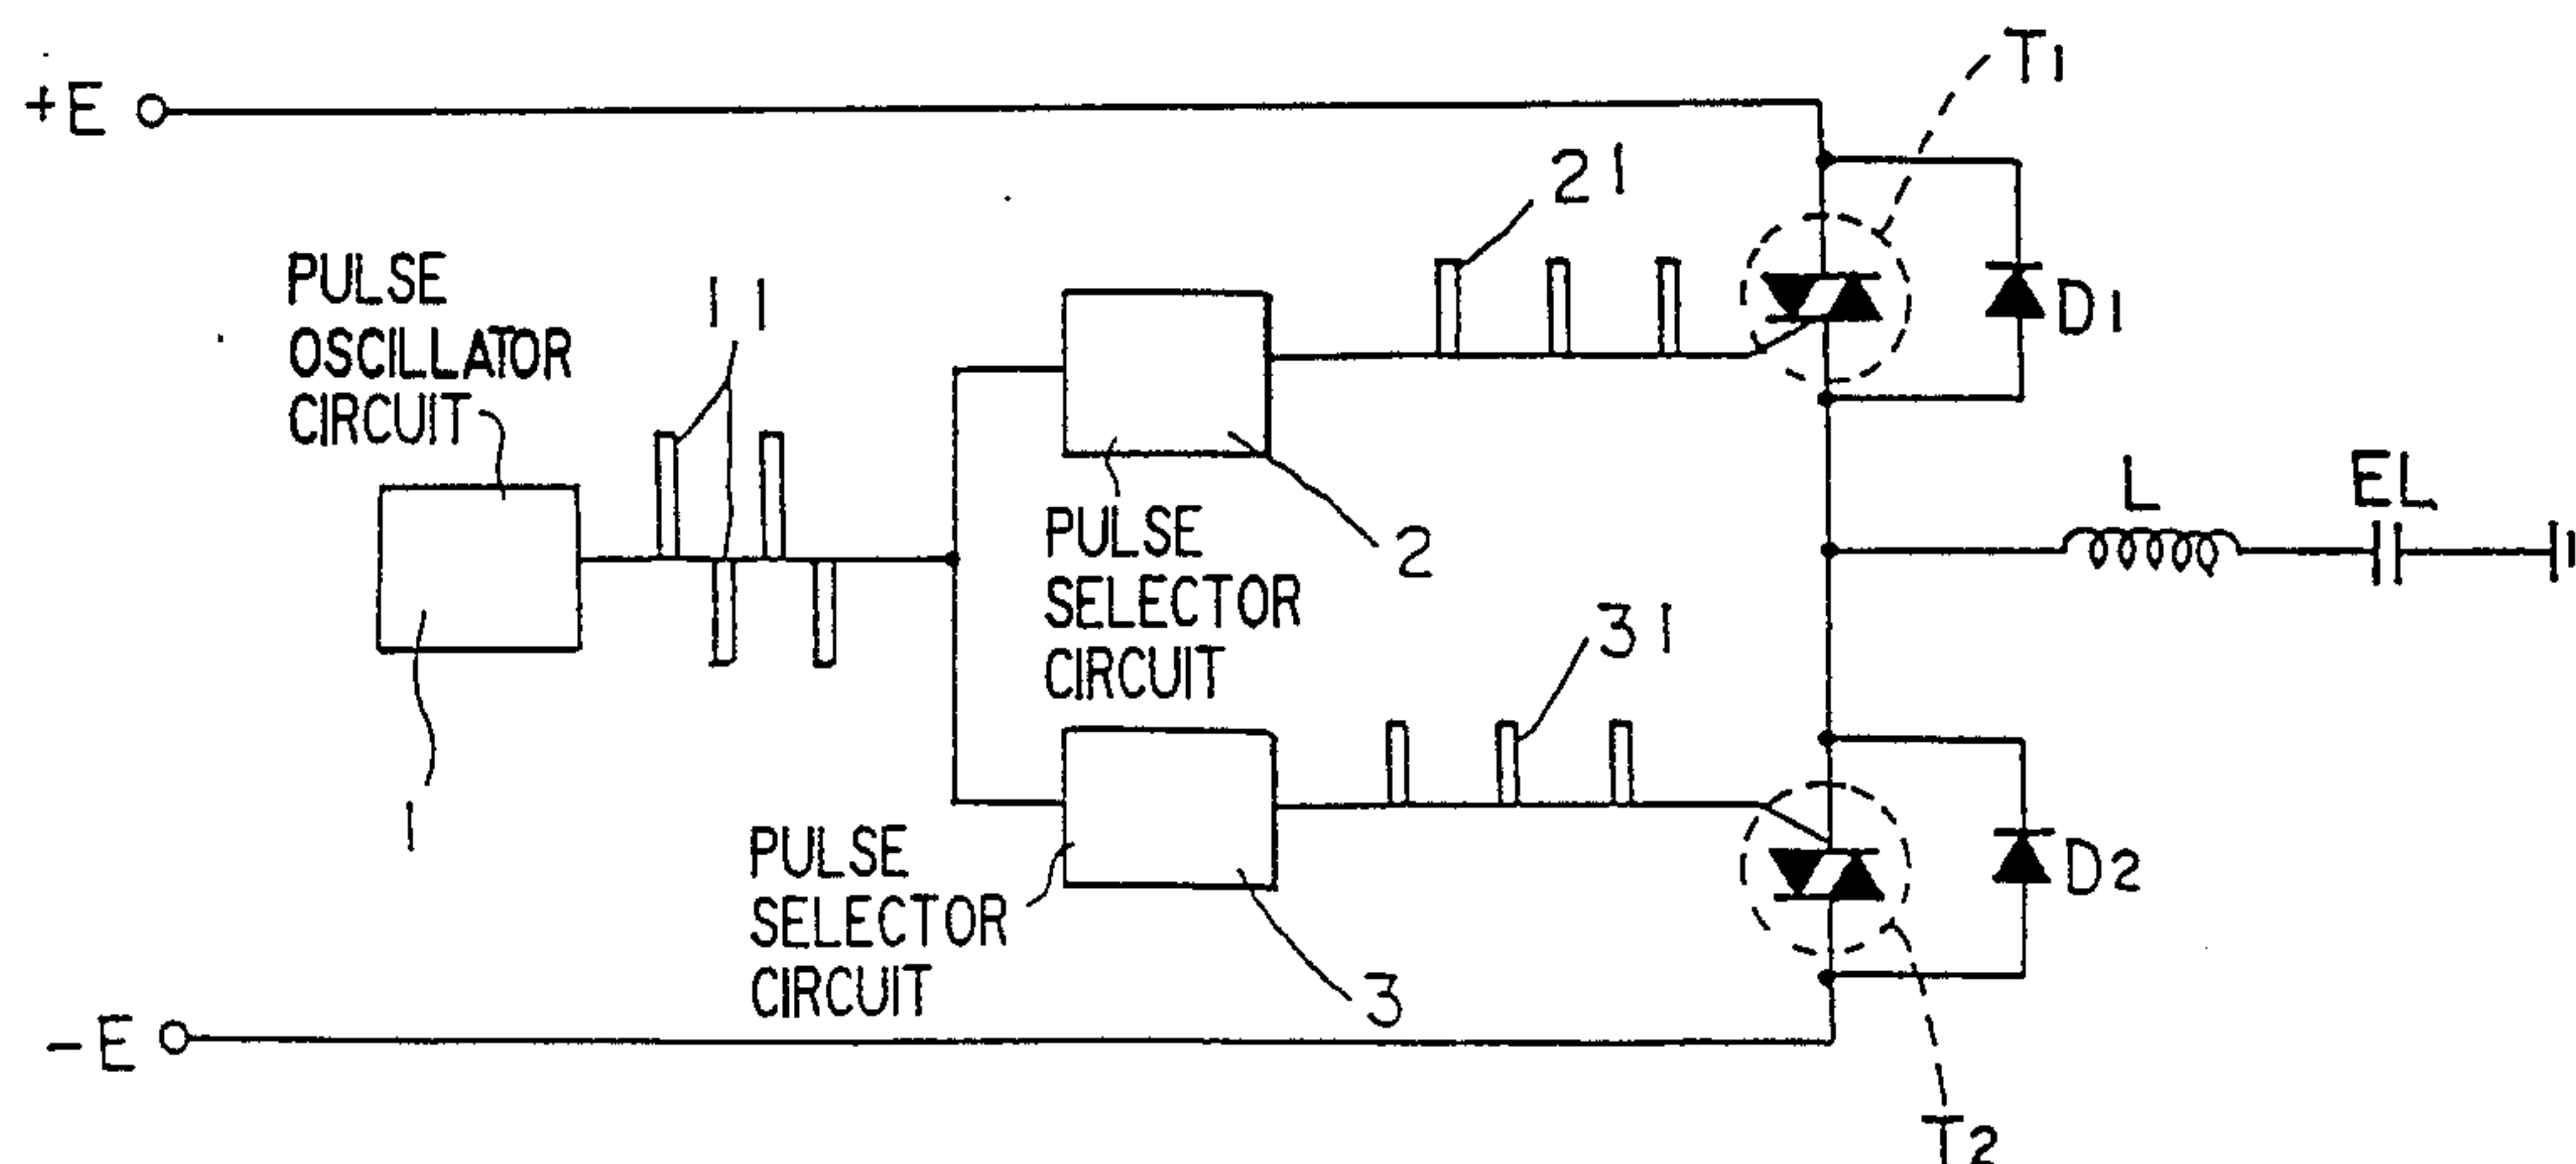 T1
+E
21
PULSE
OSCILLATOR
CIRCUIT
11
D1
L
EL
PULSE
SELECTOR
CIRCUIT
2
31
1
PULSE
SELECTOR
CIRCUIT
3
D2
-E
T2